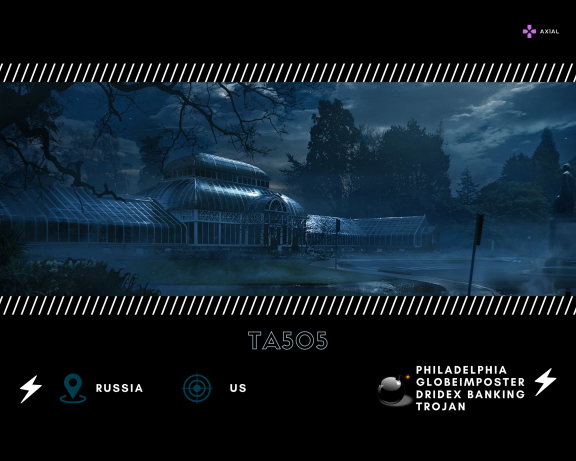 AXIAL
TA505
RUSSIA
US
PHILADELPHIA
GLOBEIMPOSTER
DRIDEX BANKING
TROJAN